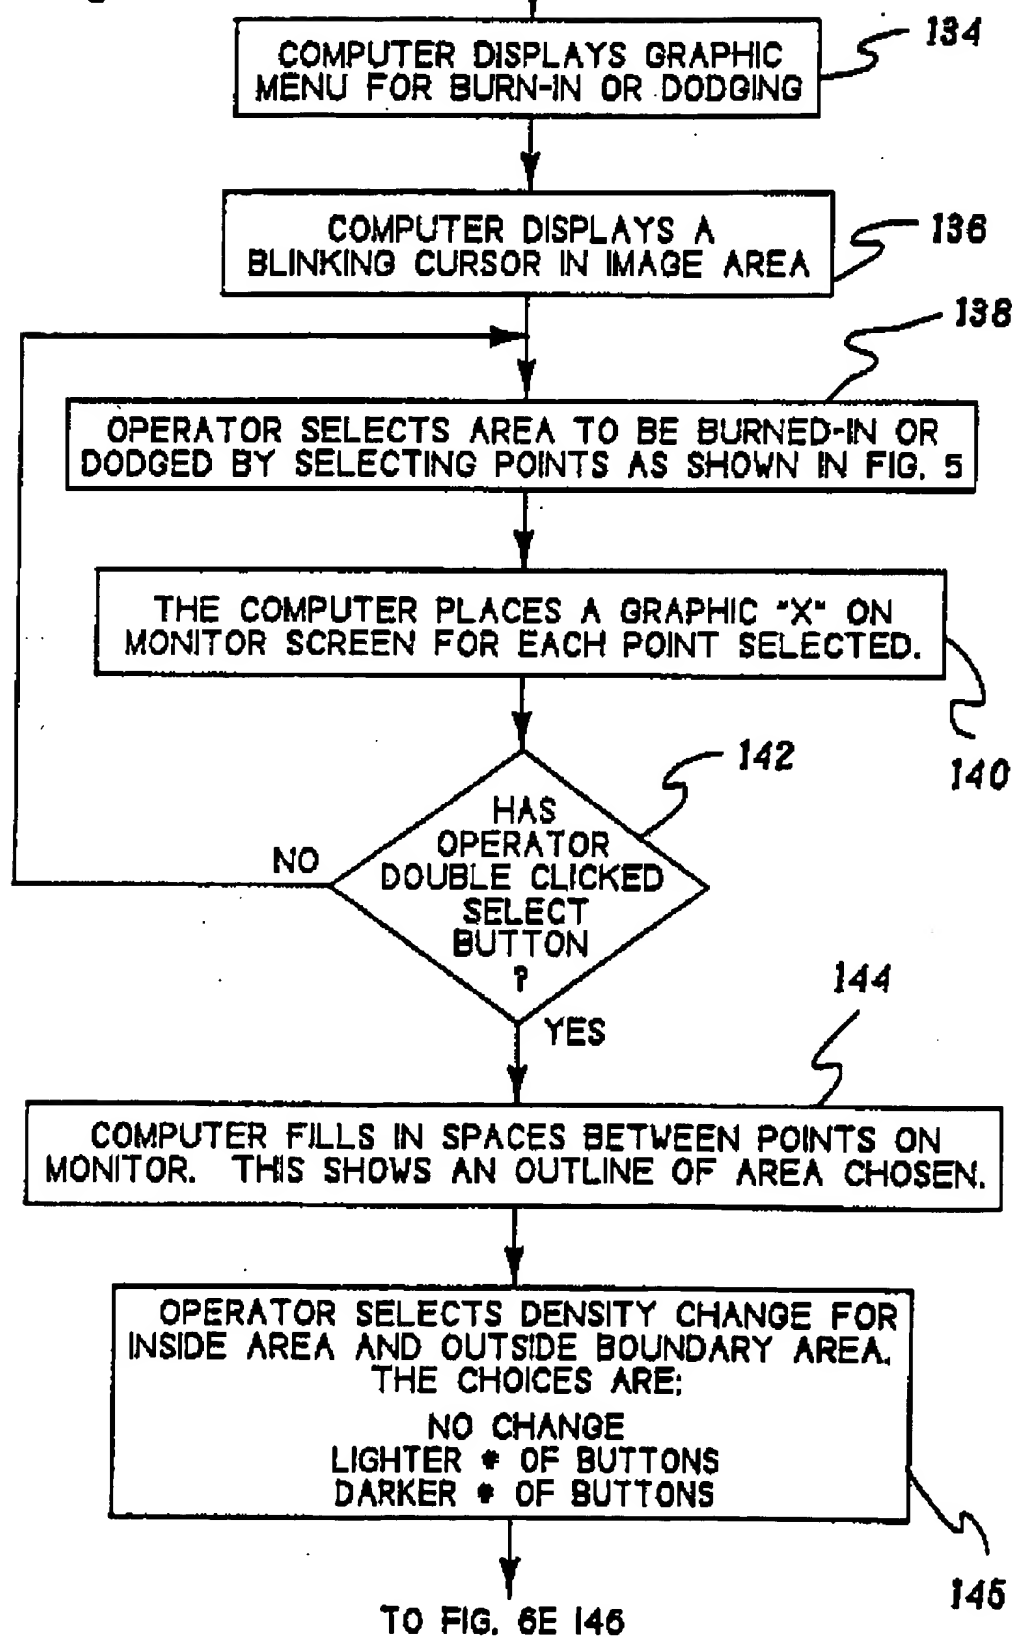 134
COMPUTER DISPLAYS GRAPHIC
MENU FOR BURN-IN OR DODGING
136
COMPUTER DISPLAYS A
BLINKING CURSOR IN IMAGE AREA
138
OPERATOR SELECTS AREA TO BE BURNED-IN OR
DODGED BY SELECTING POINTS AS SHOWN IN FIG. 5
THE COMPUTER PLACES A GRAPHIC "X" ON
MONITOR SCREEN FOR EACH POINT SELECTED.
140
142
HAS
OPERATOR
DOUBLE CLICKED
SELECT
BUTTON
?
NO
YES
144
COMPUTER FILLS IN SPACES BETWEEN POINTS ON
MONITOR. THIS SHOWS AN OUTLINE OF AREA CHOSEN.
OPERATOR SELECTS DENSITY CHANGE FOR
INSIDE AREA AND OUTSIDE BOUNDARY AREA.
THE CHOICES ARE:
NO CHANGE
LIGHTER # OF BUTTONS
DARKER # OF BUTTONS
145
TO FIG. 6E 146